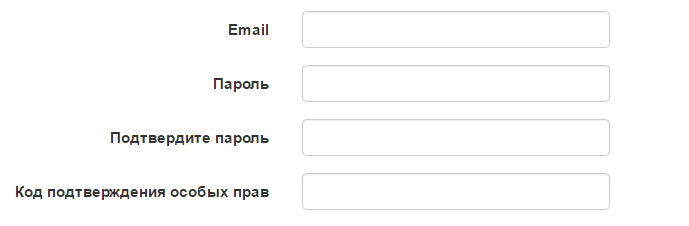 Email
Пароль
Подтвердите пароль
Код подтверждения особых прав